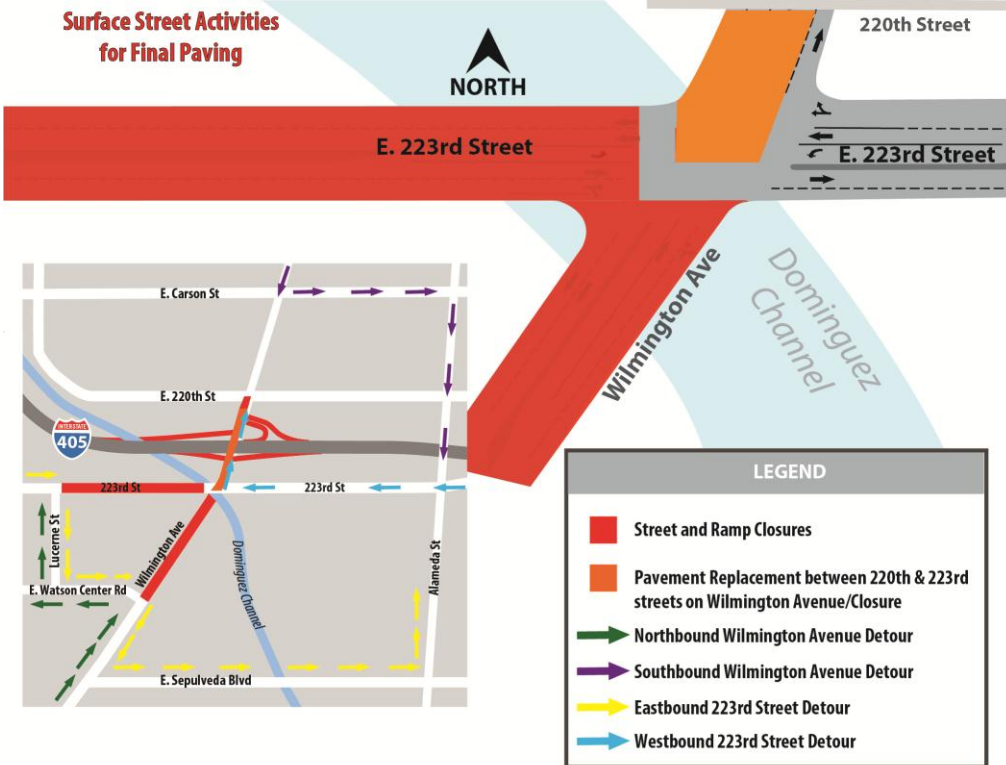 Surface Street Activities
for Final Paving
NORTH
220th Street
E. 223rd Street
E. 223rd Street
Wilmington Ave
Dominguez
Channel
E. Carson St
E. 220th St
INTERSTATE
405
223rd St
223rd St
Lucerne St
Wilmington Ave
E. Watson Center Rd
Dominguez Channel
Alameda St
E. Sepulveda Blvd
LEGEND
Street and Ramp Closures
Pavement Replacement between 220th & 223rd
streets on Wilmington Avenue/Closure
Northbound Wilmington Avenue Detour
Southbound Wilmington Avenue Detour
Eastbound 223rd Street Detour
Westbound 223rd Street Detour